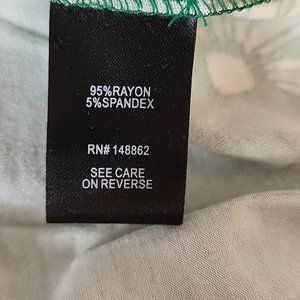 95%RAYON
5%SPANDEX
RN# 148862
SEE CARE
ON REVERSE